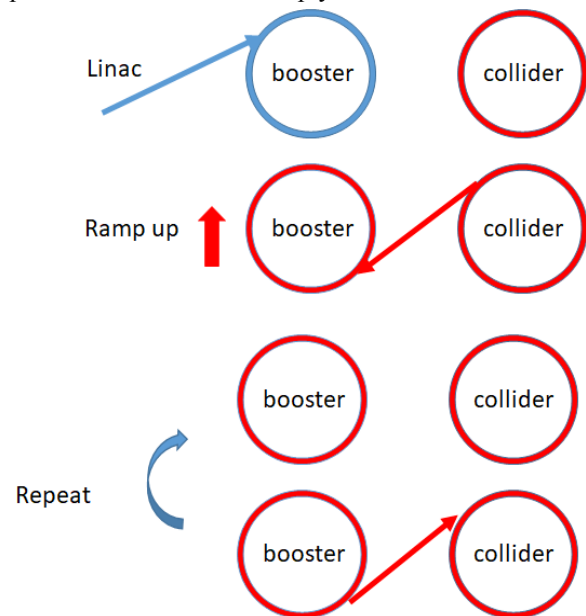 Linac
booster
collider
Ramp up
booster
collider
booster
collider
Repeat
booster
collider